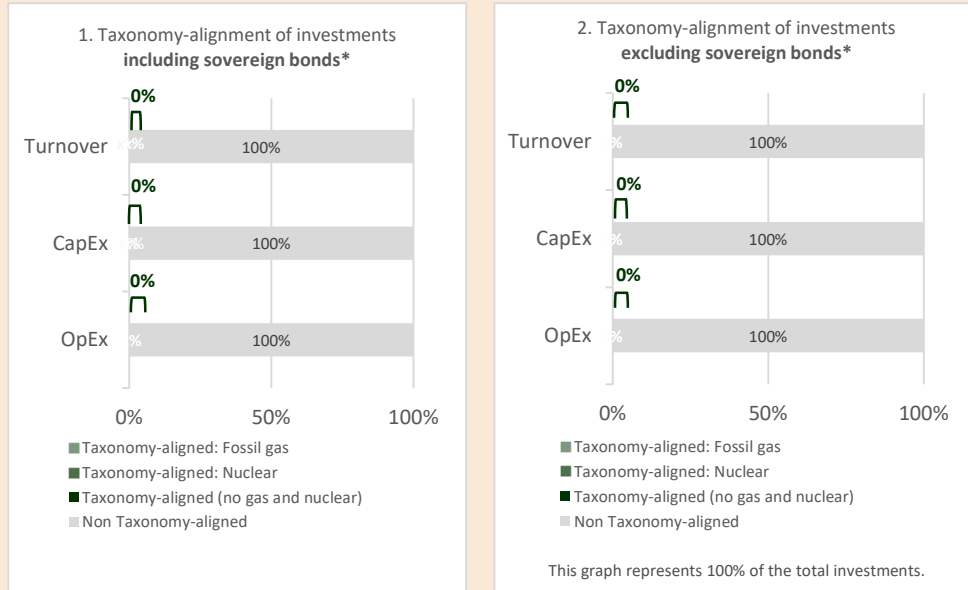 1. Taxonomy-alignment of investments
including sovereign bonds*
0%
Turnover
100%
0%
CapEx
100%
0%
OpEx
%
100%
0%
50%
100%
Taxonomy-aligned: Fossil gas
Taxonomy-aligned: Nuclear
Taxonomy-aligned (no gas and nuclear)
Non Taxonomy-aligned
2. Taxonomy-alignment of investments
excluding sovereign bonds*
0%
Turnover
%
100%
0%
CapEx
%
100%
0%
OpEx
%
100%
0%
50%
100%
Taxonomy-aligned: Fossil gas
Taxonomy-aligned: Nuclear
Taxonomy-aligned (no gas and nuclear)
Non Taxonomy-aligned
This graph represents 100% of the total investments.